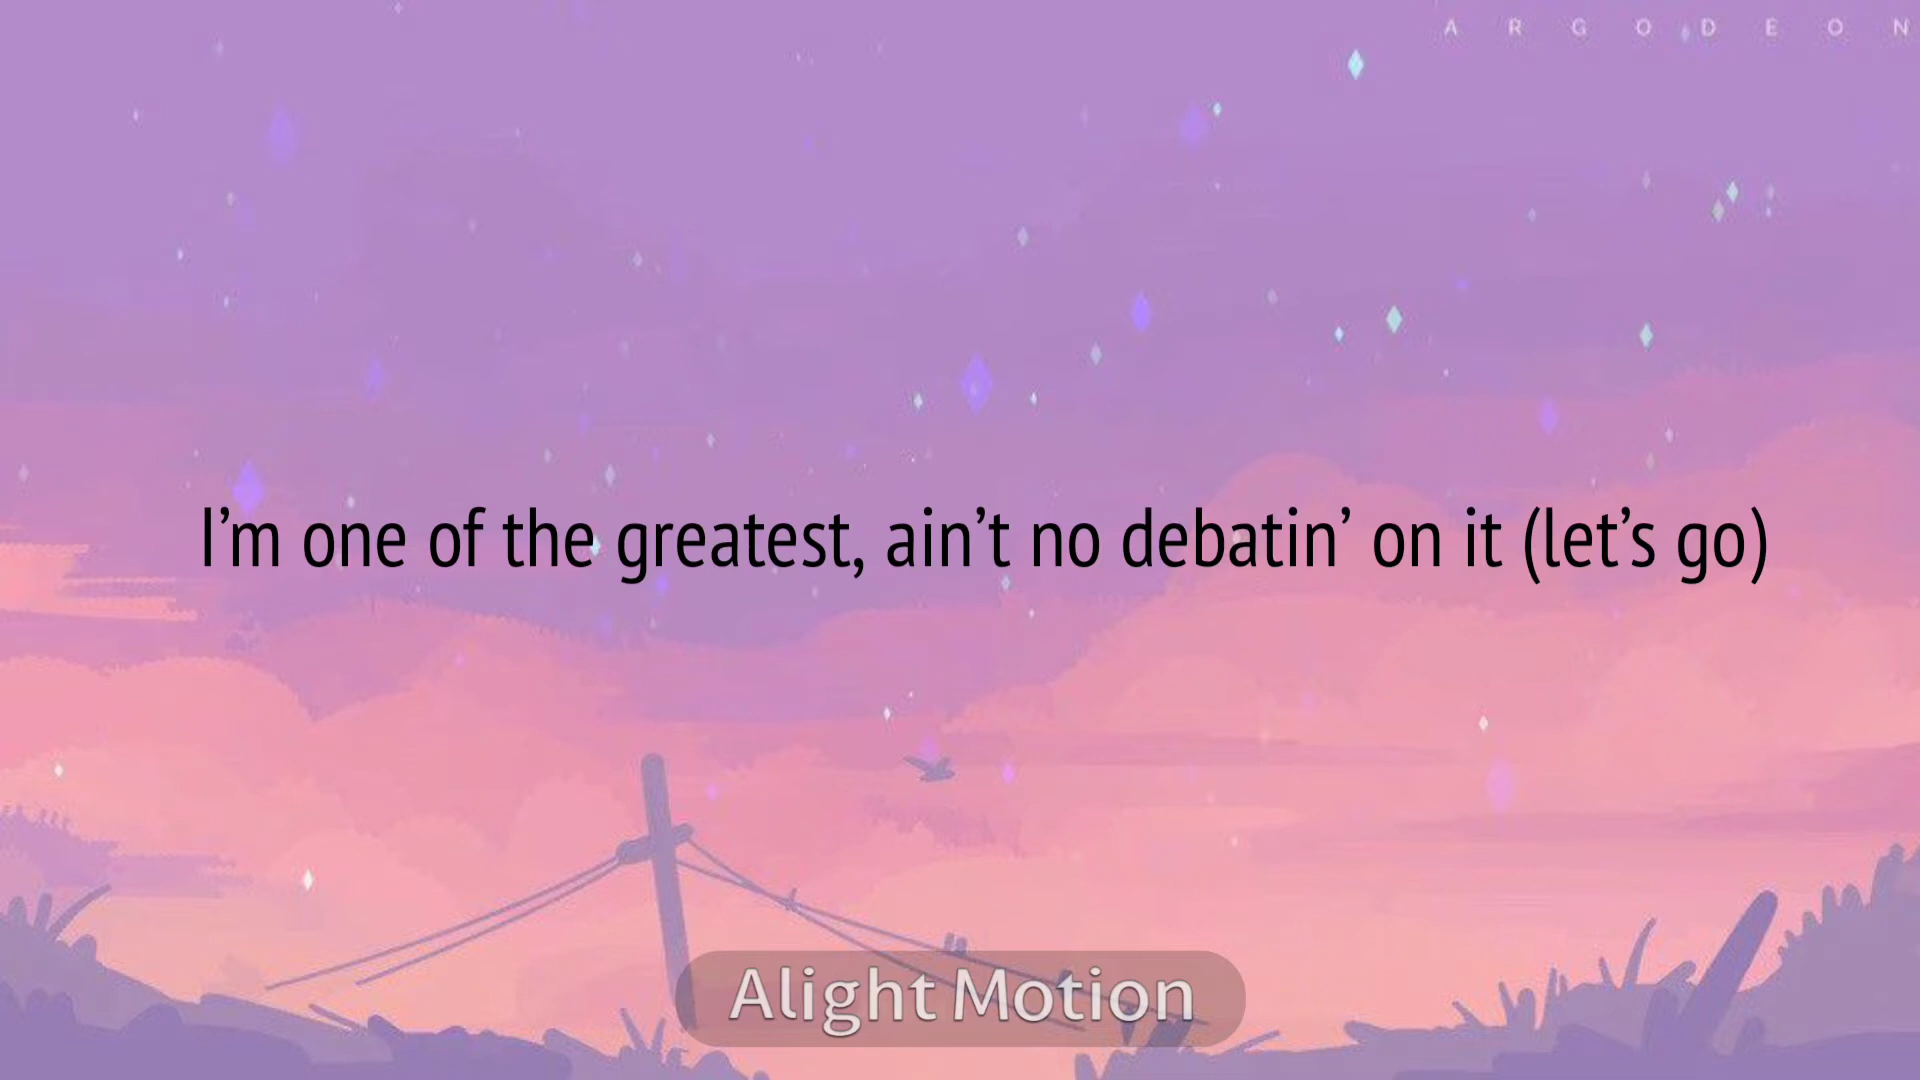 A R G O D E O N
I’m one of the greatest, ain’t no debatin’ on it (let’s go)
Alight Motion